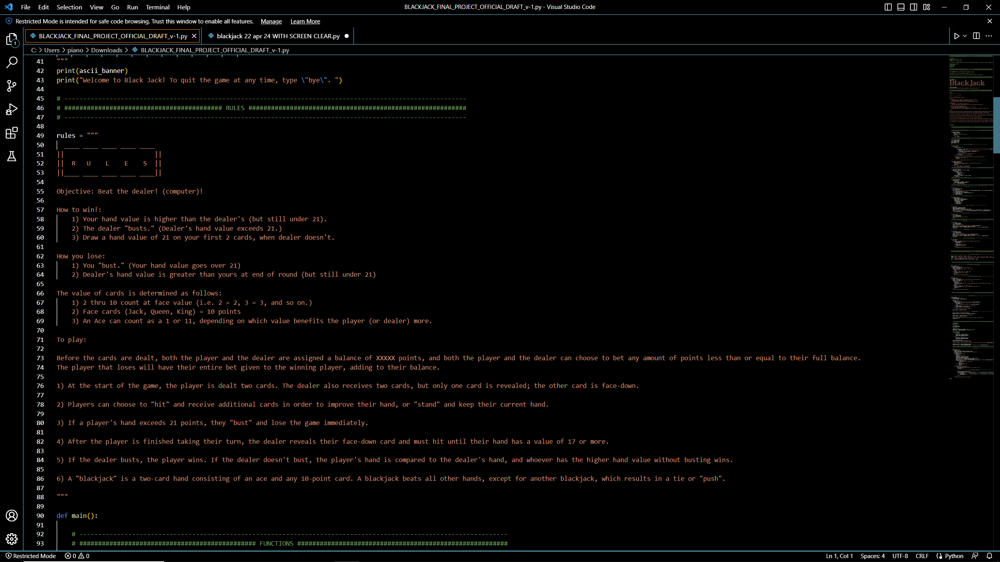 File Edit Selection View Go Run Terminal Help
BLACKJACK_FINAL_PROJECT_OFFICIAL_DRAFT_v-1.py - Visual Studio Code
Restricted Mode is intended for safe code browsing. Trust this window to enable all features. Manage Learn More
BLACKJACK_FINAL_PROJECT_OFFICIAL_DRAFT_v-1.py
blackjack 22 apr 24 WITH SCREEN CLEAR.py
C: > Users > piano > Downloads > BLACKJACK_FINAL_PROJECT_OFFICIAL_DRAFT_v-1.py
1
41 """
42 print(ascii_banner)
43 print("Welcome to Black Jack! To quit the game at any time, type \"bye\". ")
44
45 # -----------------------------------------------------------------------------------------------------------
46 # ########################################## RULES ##########################################################
47 # -----------------------------------------------------------------------------------------------------------
48
49 rules = """
50   ____ ____ ____ ____ ____
51 ||                        ||
52 ||  R   U    L    E    S  ||
53 ||____ ____ ____ ____ ____||
54
55 Objective: Beat the dealer! (computer)!
56
57 How to win!:
58     1) Your hand value is higher than the dealer's (but still under 21).
59     2) The dealer "busts." (Dealer's hand value exceeds 21.)
60     3) Draw a hand value of 21 on your first 2 cards, when dealer doesn't.
61
62 How you lose:
63     1) You "bust." (Your hand value goes over 21)
64     2) Dealer's hand value is greater than yours at end of round (but still under 21)
65
66 The value of cards is determined as follows:
67     1) 2 thru 10 count at face value (i.e. 2 = 2, 3 = 3, and so on.)
68     2) Face cards (Jack, Queen, King) = 10 points
69     3) An Ace can count as a 1 or 11, depending on which value benefits the player (or dealer) more.
70
71 To play:
72
73 Before the cards are dealt, both the player and the dealer are assigned a balance of XXXXX points, and both the player and the dealer can choose to bet any amount of points less than or equal to their full balance.
74 The player that loses will have their entire bet given to the winning player, adding to their balance.
75
76 1) At the start of the game, the player is dealt two cards. The dealer also receives two cards, but only one card is revealed; the other card is face-down.
77
78 2) Players can choose to "hit" and receive additional cards in order to improve their hand, or "stand" and keep their current hand.
79
80 3) If a player's hand exceeds 21 points, they "bust" and lose the game immediately.
81
82 4) After the player is finished taking their turn, the dealer reveals their face-down card and must hit until their hand has a value of 17 or more.
83
84 5) If the dealer busts, the player wins. If the dealer doesn't bust, the player's hand is compared to the dealer's hand, and whoever has the higher hand value without busting wins.
85
86 6) A "blackjack" is a two-card hand consisting of an ace and any 10-point card. A blackjack beats all other hands, except for another blackjack, which results in a tie or "push".
87
88 """
89
90 def main():
91
92     # ------------------------------------------------------------------------------------------------------------------
93     # ############################################### FUNCTIONS ########################################################
BlackJack
Restricted Mode 0 0
Ln 1, Col 1 Spaces: 4 UTF-8 CRLF Python